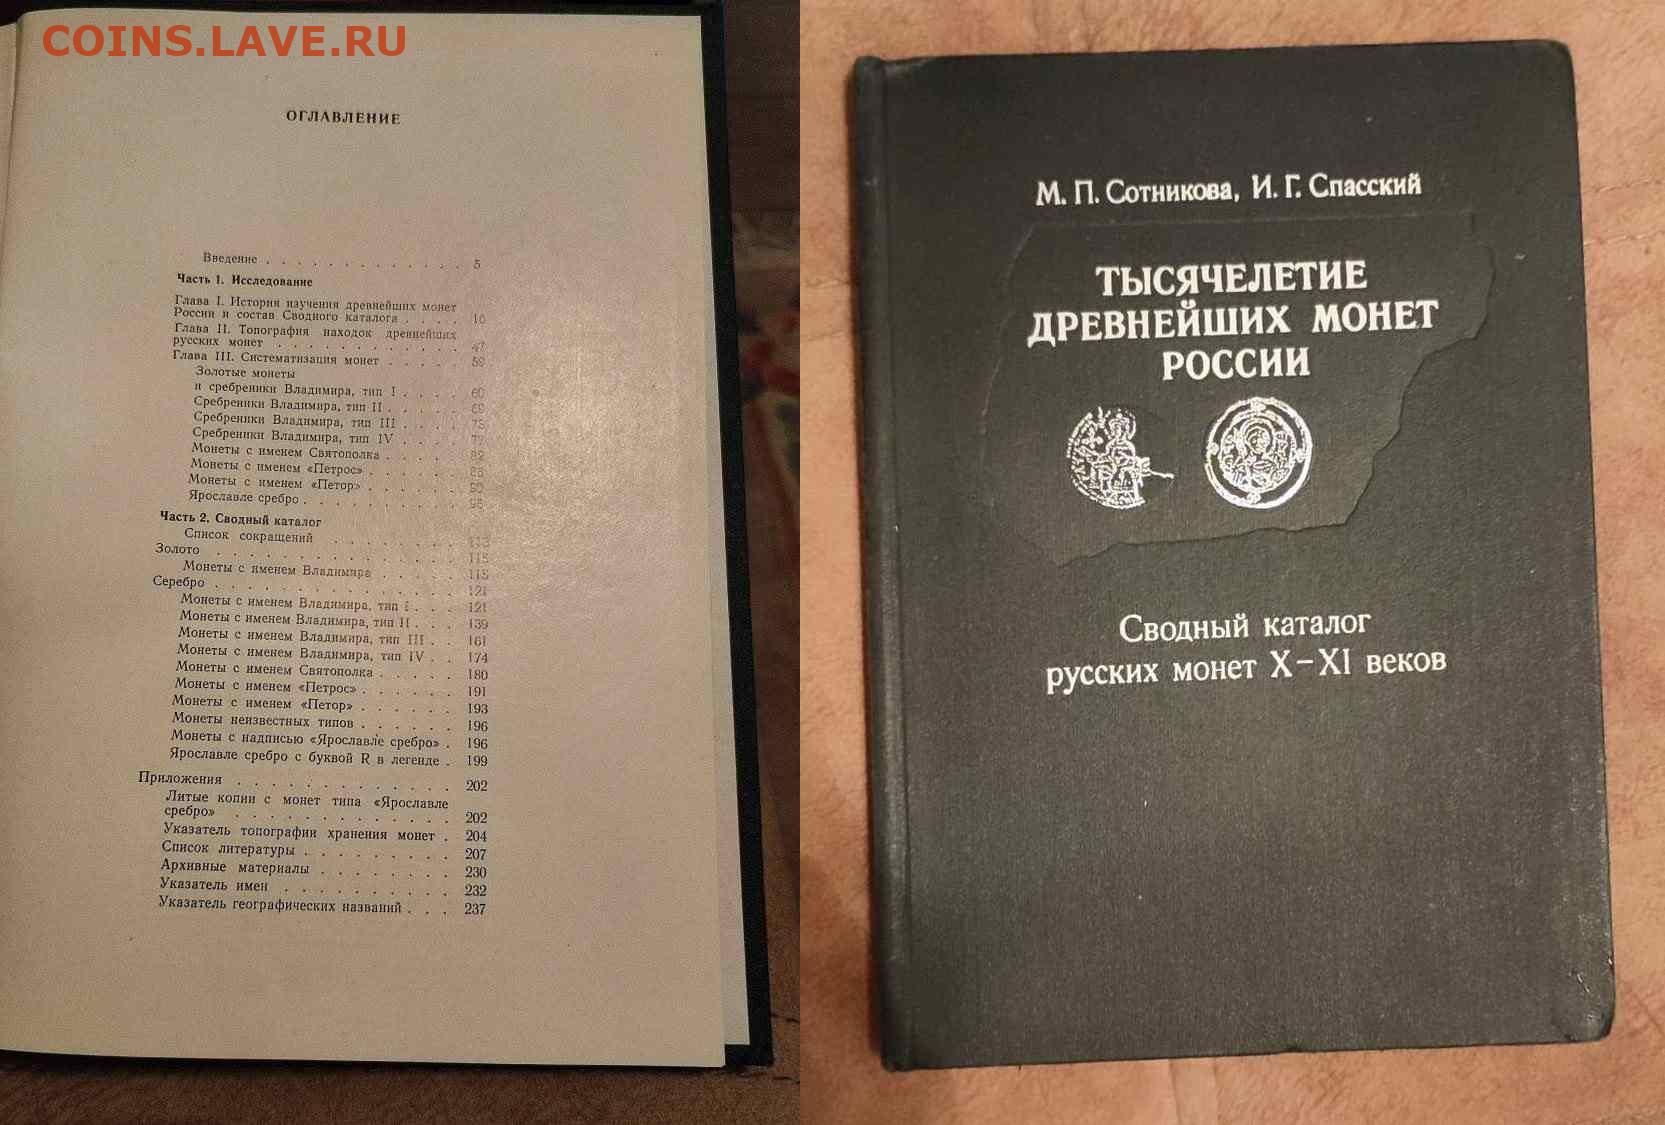 COINS.LAVE.RU
ОГЛАВЛЕНИЕ
Введение . . . . . . . . . . . . . 5
Часть 1. Исследование
Глава I. История изучения древнейших монет
России и состав Сводного каталога . . . . 10
Глава II. Топография находок древнейших
русских монет . . . . . . . . . . . . 47
Глава III. Систематизация монет . . . . . 59
Золотые монеты
и сребреники Владимира, тип I . . . . 60
Сребреники Владимира, тип II . . . . . 69
Сребреники Владимира, тип III . . . .
Сребреники Владимира, тип IV . . . .
Монеты с именем Святополка . . . . . 82
Монеты с именем «Петрос» . . . . . .
Монеты с именем «Петор» . . . . . .
Ярославле сребро . . . . . . . . . .
Часть 2. Сводный каталог
Список сокращений . . . . . . . . .
Золото . . . . . . . . . . . . . . 115
Монеты с именем Владимира . . . . . 115
Серебро . . . . . . . . . . . . . . 121
Монеты с именем Владимира, тип I . . . 121
Монеты с именем Владимира, тип II . . . 139
Монеты с именем Владимира, тип III . . 161
Монеты с именем Владимира, тип IV . . 174
Монеты с именем Святополка . . . . . 180
Монеты с именем «Петрос» . . . . . . 191
Монеты с именем «Петор» . . . . . . 193
Монеты неизвестных типов . . . . . . 196
Монеты с надписью «Ярославле сребро» . 196
Ярославле сребро с буквой R в легенде . 199
Приложения . . . . . . . . . . . . . 202
Литые копии с монет типа «Ярославле
сребро» . . . . . . . . . . . . . 202
Указатель топографии хранения монет . 204
Список литературы . . . . . . . . . 207
Архивные материалы . . . . . . . . 230
Указатель имен . . . . . . . . . . 232
Указатель географических названий . . . 237
М. П. Сотникова, И. Г. Спасский
ТЫСЯЧЕЛЕТИЕ
ДРЕВНЕЙШИХ МОНЕТ
РОССИИ
Сводный каталог
русских монет X–XI веков